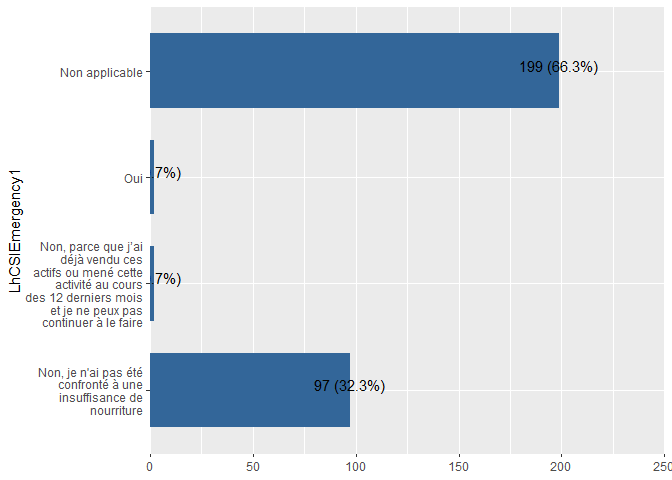 LhCSIEmergency1
Non applicable
199 (66.3%)
Oui
7%)
Non, parce que j'ai
déjà vendu ces
actifs ou mené cette
activité au cours
des 12 derniers mois
et je ne peux pas
continuer à le faire
7%)
Non, je n'ai pas été
confronté à une
insuffisance de
nourriture
97 (32.3%)
0 50 100 150 200 250